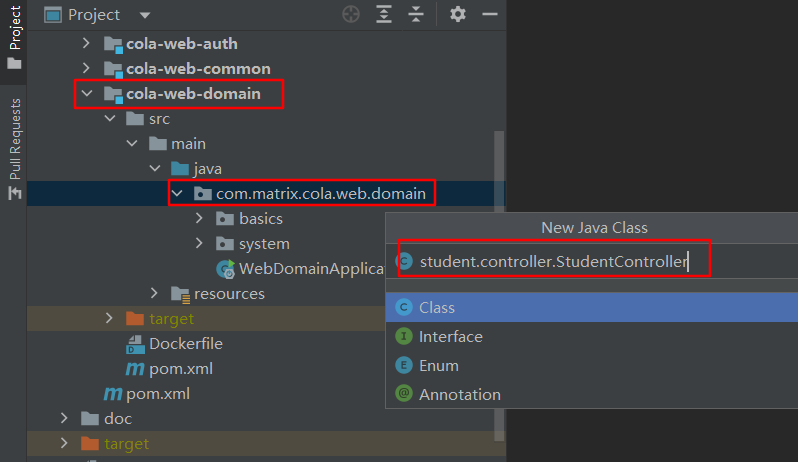 Project
Project
Pull Requests
cola-web-auth
cola-web-common
cola-web-domain
src
main
java
com.matrix.cola.web.domain
basics
system
WebDomainApplicat
resources
target
Dockerfile
pom.xml
pom.xml
doc
target
New Java Class
student.controller.StudentController
Class
Interface
Enum
Annotation